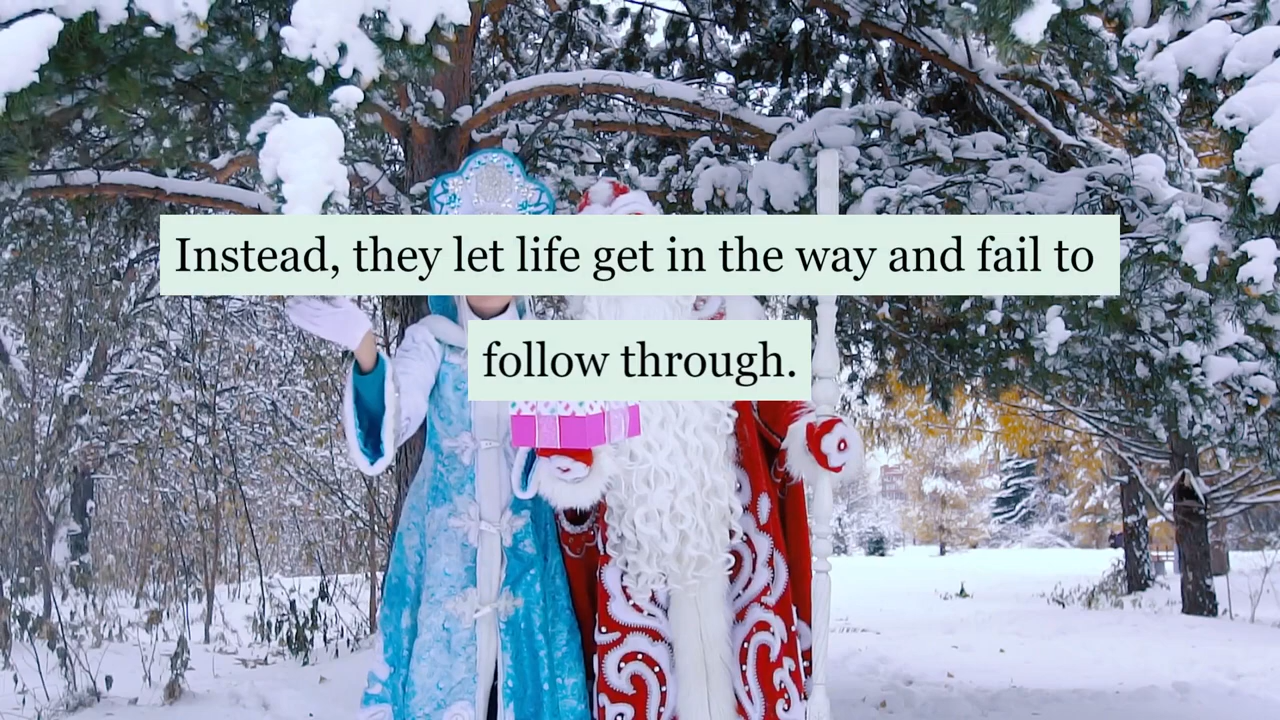 Instead, they let life get in the way and fail to
follow through.